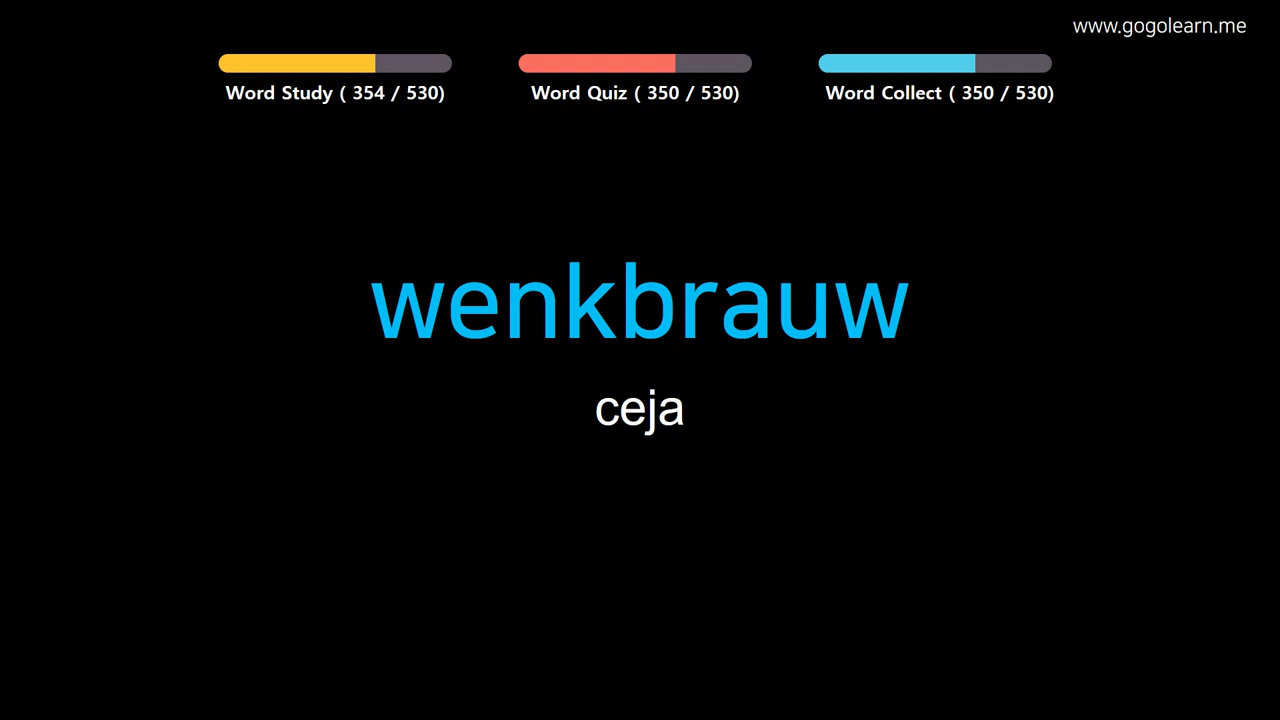 www.gogolearn.me
Word Study ( 354 / 530)
Word Quiz ( 350 / 530)
Word Collect ( 350 / 530)
wenkbrauw
ceja